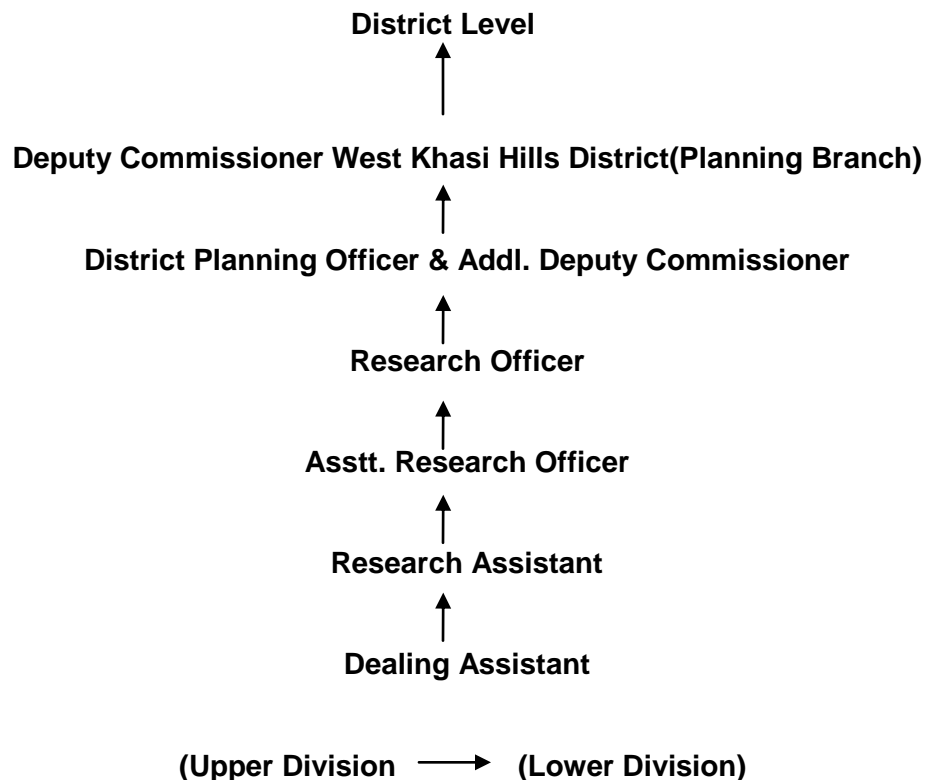 District Level
Deputy Commissioner West Khasi Hills District(Planning Branch)
District Planning Officer & Addl. Deputy Commissioner
Research Officer
Asstt. Research Officer
Research Assistant
Dealing Assistant
(Upper Division (Lower Division)